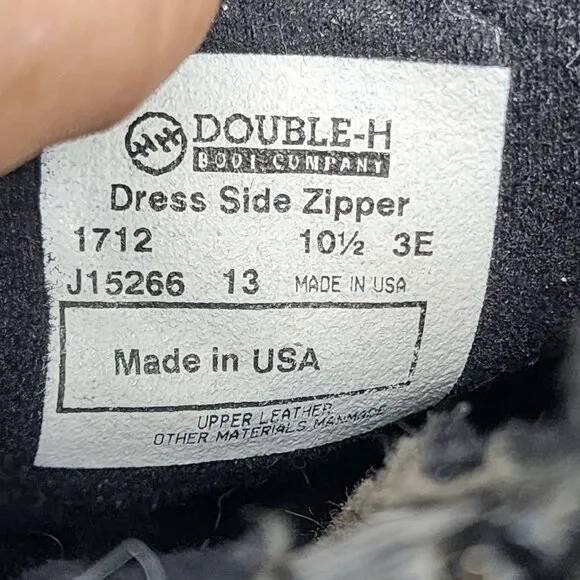 HH DOUBLE-H
BOOT COMPANY
Dress Side Zipper
1712 10½ 3E
J15266 13 MADE IN USA
Made in USA
UPPER LEATHER
OTHER MATERIALS MANMADE